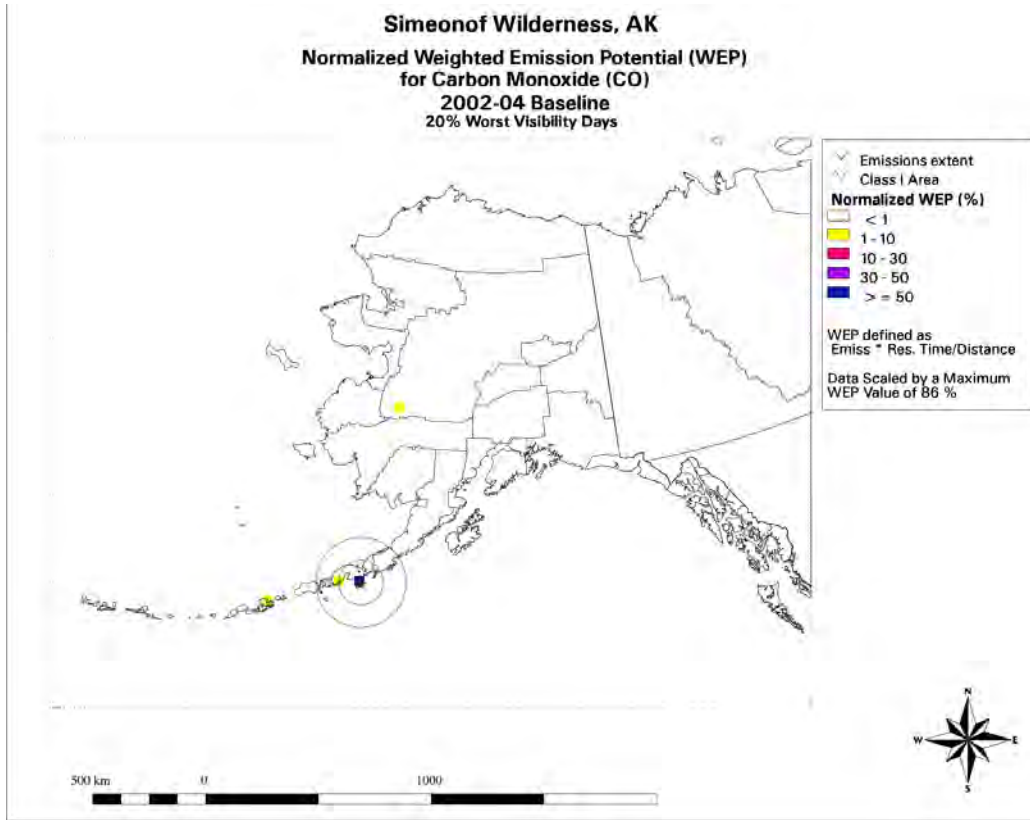 Simeonof Wilderness, AK
Normalized Weighted Emission Potential (WEP)
for Carbon Monoxide (CO)
2002-04 Baseline
20% Worst Visibility Days
Emissions extent
Class I Area
Normalized WEP (%)
< 1
1 - 10
10 - 30
30 - 50
> = 50
WEP defined as
Emiss * Res. Time/Distance
Data Scaled by a Maximum
WEP Value of 86 %
N
W E
S
500 km 0 1000